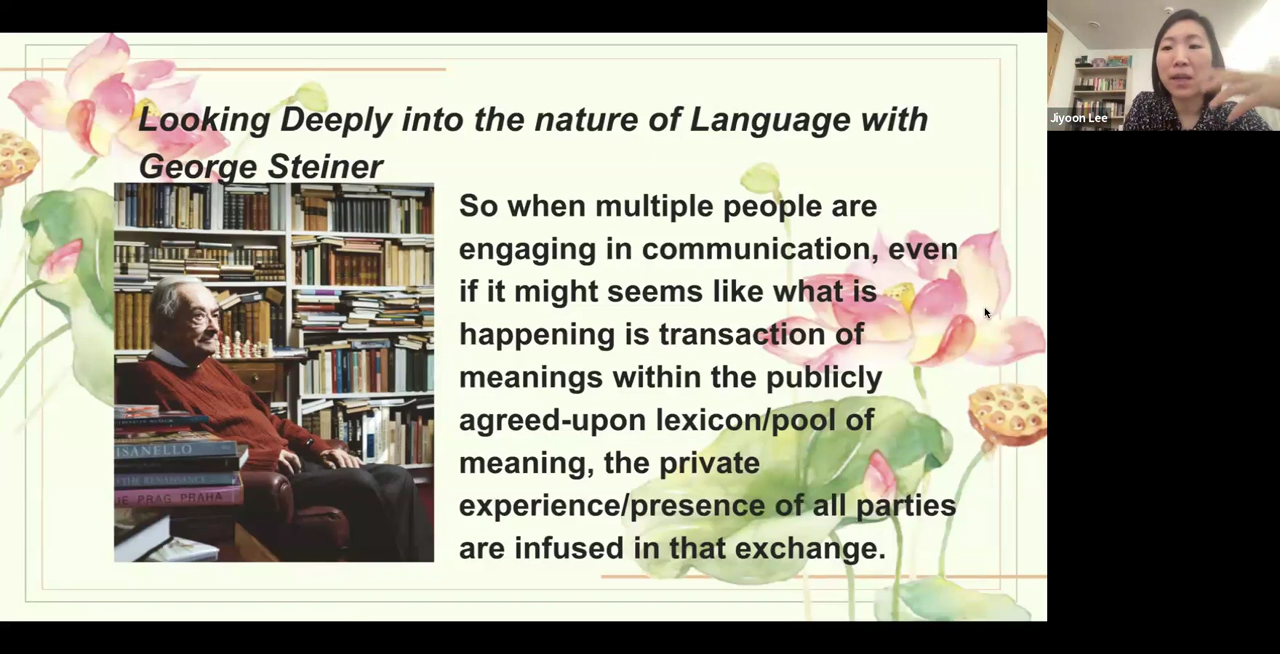 Looking Deeply into the nature of Language with
George Steiner
So when multiple people are
engaging in communication, even
if it might seems like what is
happening is transaction of
meanings within the publicly
agreed-upon lexicon/pool of
meaning, the private
experience/presence of all parties
are infused in that exchange.
ISANELLO
THE RENAISSANCE
PRAG PRAHA
Jiyoon Lee